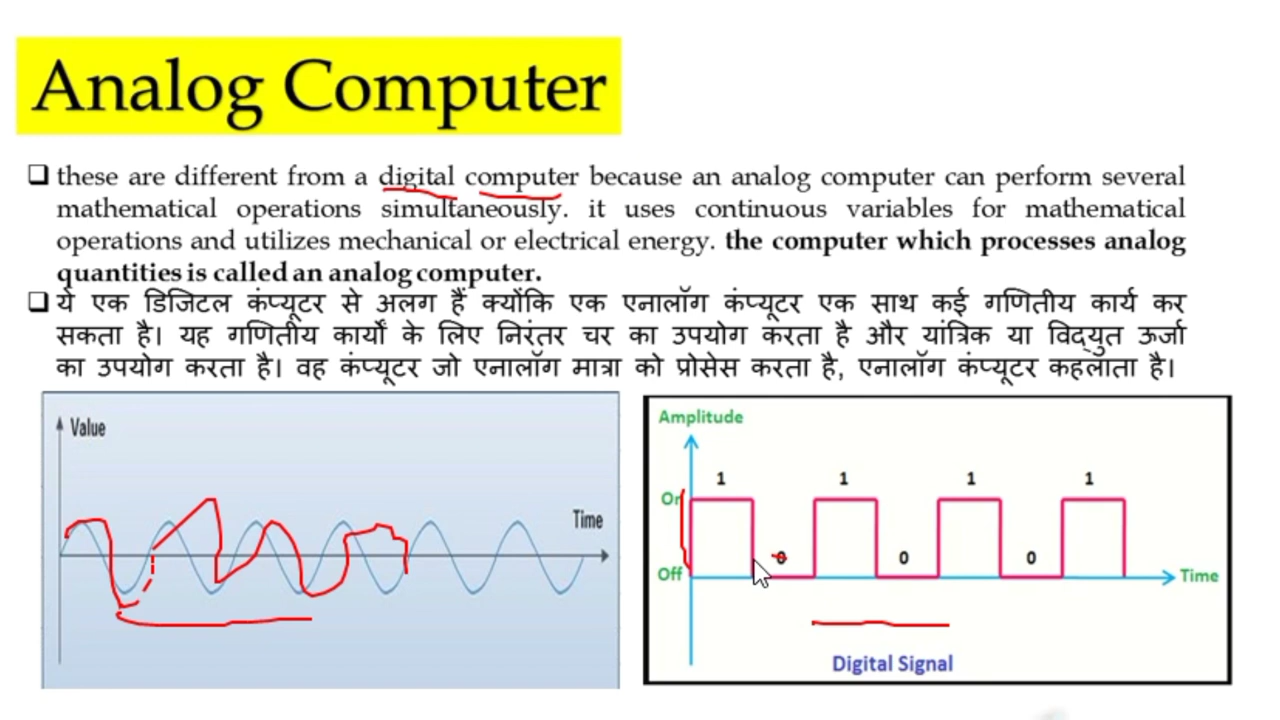 Analog Computer
these are different from a digital computer because an analog computer can perform several
mathematical operations simultaneously. it uses continuous variables for mathematical
operations and utilizes mechanical or electrical energy. the computer which processes analog
quantities is called an analog computer.
ये एक डिजिटल कंप्यूटर से अलग हैं क्योंकि एक एनालॉग कंप्यूटर एक साथ कई गणितीय कार्य कर
सकता है। यह गणितीय कार्यों के लिए निरंतर चर का उपयोग करता है और यांत्रिक या विद्युत ऊर्जा
का उपयोग करता है। वह कंप्यूटर जो एनालॉग मात्रा को प्रोसेस करता है, एनालॉग कंप्यूटर कहलाता है।
Value
Time
Amplitude
1 1 1 1
On
0 0 0
Off
Time
Digital Signal